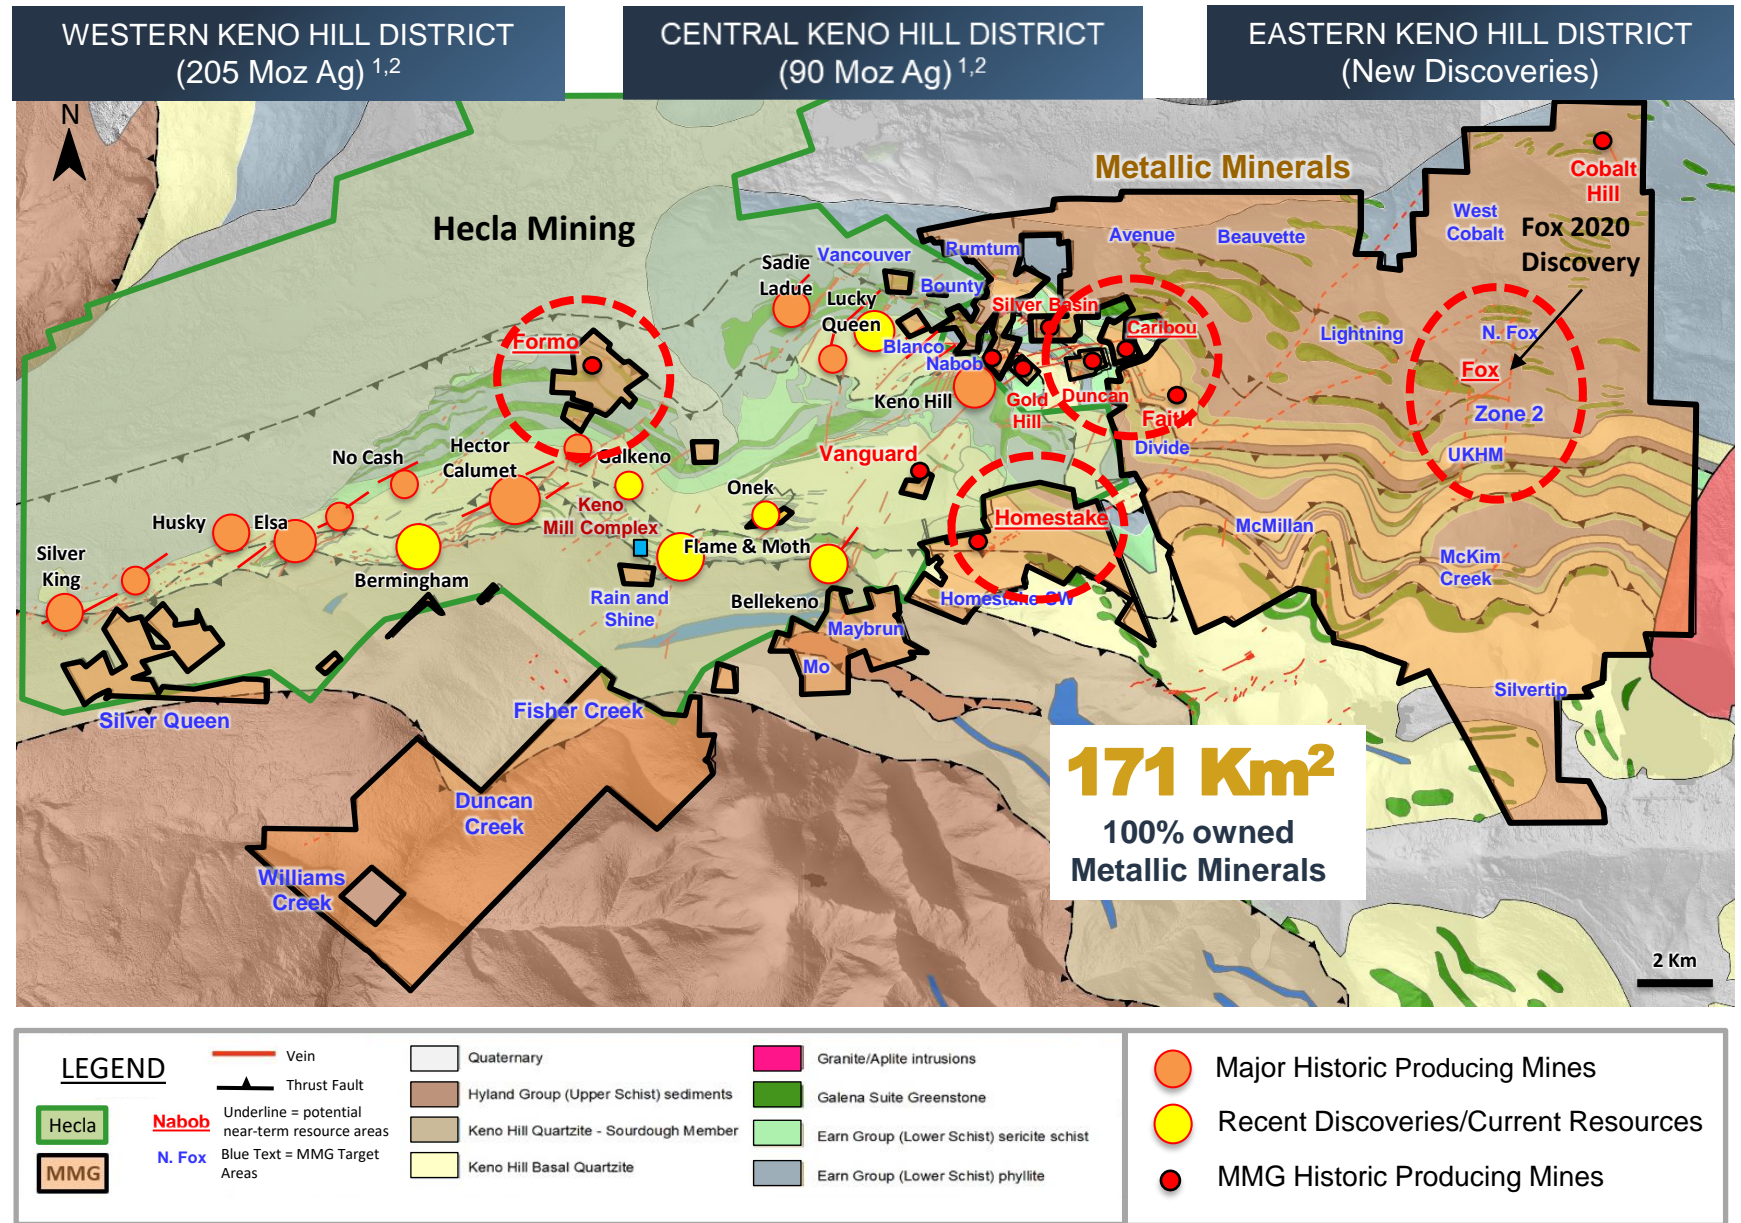 WESTERN KENO HILL DISTRICT
(205 Moz Ag) 1,2
CENTRAL KENO HILL DISTRICT
(90 Moz Ag) 1,2
EASTERN KENO HILL DISTRICT
(New Discoveries)
N
Metallic Minerals
Cobalt
Hill
Hecla Mining
West
Cobalt
Fox 2020
Discovery
Avenue
Beauvette
Rumtum
Vancouver
Sadie
Ladue
Bounty
Lucky
Queen
Silver Basin
Caribou
Lightning
N. Fox
Formo
Blanco
Nabob
Fox
Keno Hill
Gold
Hill
Duncan
Faith
Zone 2
Divide
UKHM
Hector
Calumet
No Cash
Galkeno
Vanguard
Onek
Keno
Mill Complex
Homestake
McMillan
Husky
Elsa
Flame & Moth
Silver
King
Bermingham
McKim
Creek
Rain and
Shine
Bellekeno
Homestake SW
Maybrun
Mo
Silvertip
Silver Queen
Fisher Creek
171 Km2
100% owned
Metallic Minerals
Duncan
Creek
Williams
Creek
2 Km
LEGEND
Hecla
MMG
Vein
Thrust Fault
Nabob
Underline = potential
near-term resource areas
N. Fox
Blue Text = MMG Target
Areas
Quaternary
Hyland Group (Upper Schist) sediments
Keno Hill Quartzite - Sourdough Member
Keno Hill Basal Quartzite
Granite/Aplite intrusions
Galena Suite Greenstone
Earn Group (Lower Schist) sericite schist
Earn Group (Lower Schist) phyllite
Major Historic Producing Mines
Recent Discoveries/Current Resources
MMG Historic Producing Mines